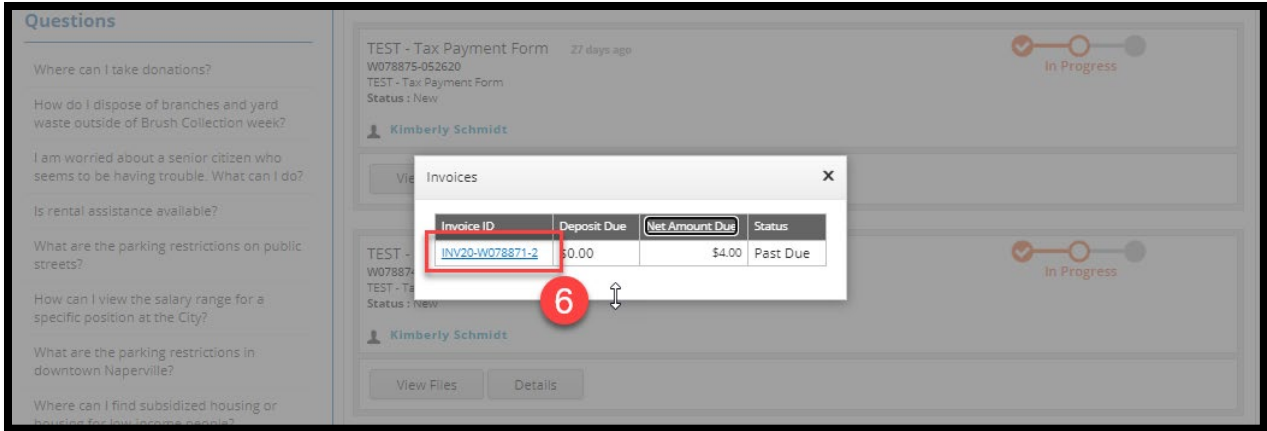 Questions
Where can I take donations?
How do I dispose of branches and yard
waste outside of Brush Collection week?
I am worried about a senior citizen who
seems to be having trouble. What can I do?
Is rental assistance available?
What are the parking restrictions on public
streets?
How can I view the salary range for a
specific position at the City?
What are the parking restrictions in
downtown Naperville?
Where can I find subsidized housing or
housing for low income people?
TEST - Tax Payment Form 27 days ago
W078875-052620
TEST - Tax Payment Form
Status : New
Kimberly Schmidt
In Progress
Vie
Invoices X
Invoice ID Deposit Due Net Amount Due Status
INV20-W078871-2 $0.00 $4.00 Past Due
6
TEST -
W07887
TEST - Ta
Status : New
Kimberly Schmidt
In Progress
View Files Details